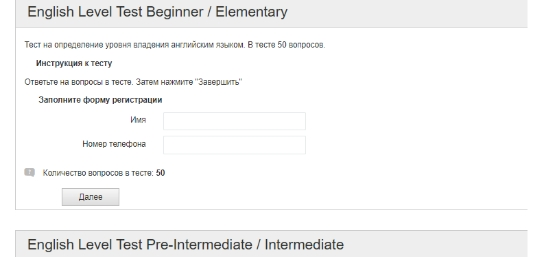 English Level Test Beginner / Elementary
Тест на определение уровня владения английским языком. В тесте 50 вопросов.
Инструкция к тесту
Ответьте на вопросы в тесте. Затем нажмите "Завершить"
Заполните форму регистрации
Имя
Номер телефона
Количество вопросов в тесте: 50
Далее
English Level Test Pre-Intermediate / Intermediate